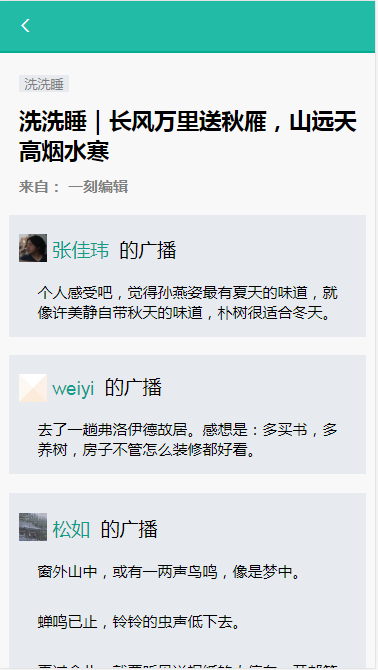 洗洗睡
洗洗睡｜长风万里送秋雁，山远天
高烟水寒
来自： 一刻编辑
张佳玮 的广播
个人感受吧，觉得孙燕姿最有夏天的味道，就
像许美静自带秋天的味道，朴树很适合冬天。
weiyi 的广播
去了一趟弗洛伊德故居。感想是：多买书，多
养树，房子不管怎么装修都好看。
松如 的广播
窗外山中，或有一两声鸟鸣，像是梦中。
蝉鸣已止，铃铃的虫声低下去。